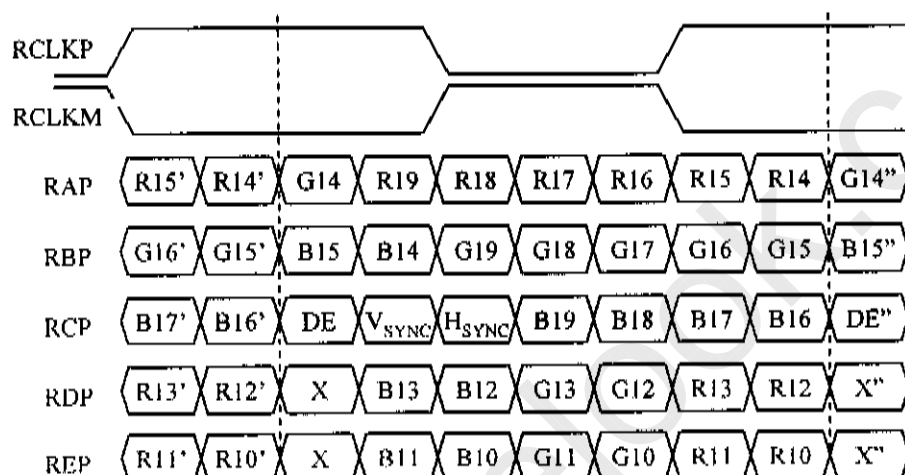 RCLKP
RCLKM
RAP R15' R14' G14 R19 R18 R17 R16 R15 R14 G14"
RBP G16' G15' B15 B14 G19 G18 G17 G16 G15 B15"
RCP B17' B16' DE VSYNC HSYNC B19 B18 B17 B16 DE"
RDP R13' R12' X B13 B12 G13 G12 R13 R12 X"
REP R11' R10' X B11 B10 G11 G10 R11 R10 X"